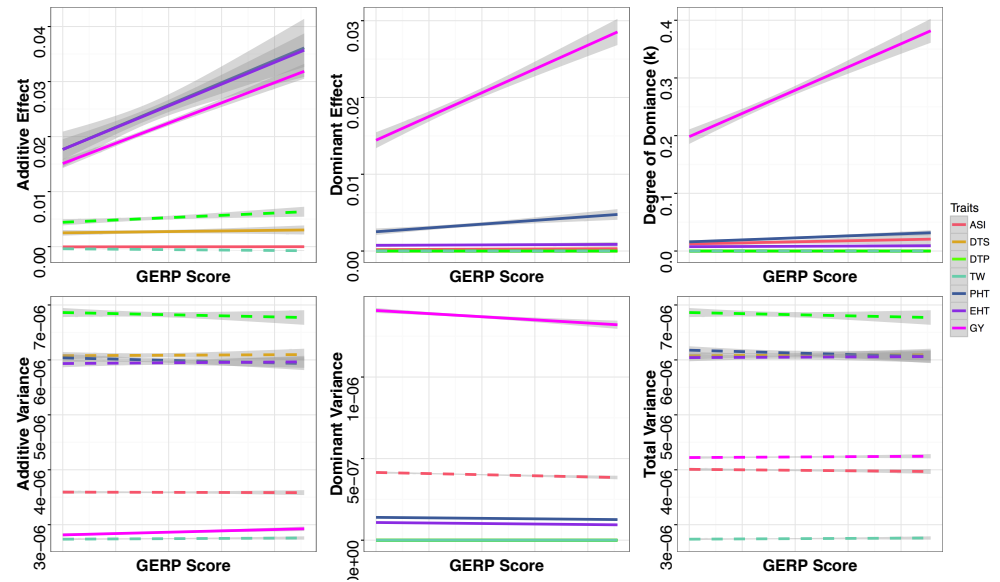 Additive Effect
0.00
0.01
0.02
0.03
0.04
GERP Score
Dominant Effect
0.00
0.01
0.02
0.03
GERP Score
Degree of Domiance (k)
0.0
0.1
0.2
0.3
0.4
GERP Score
Additive Variance
3e−06
4e−06
5e−06
6e−06
7e−06
GERP Score
Dominant Variance
0e+00
5e−07
1e−06
GERP Score
Total Variance
3e−06
4e−06
5e−06
6e−06
7e−06
GERP Score
Traits
ASI
DTS
DTP
TW
PHT
EHT
GY